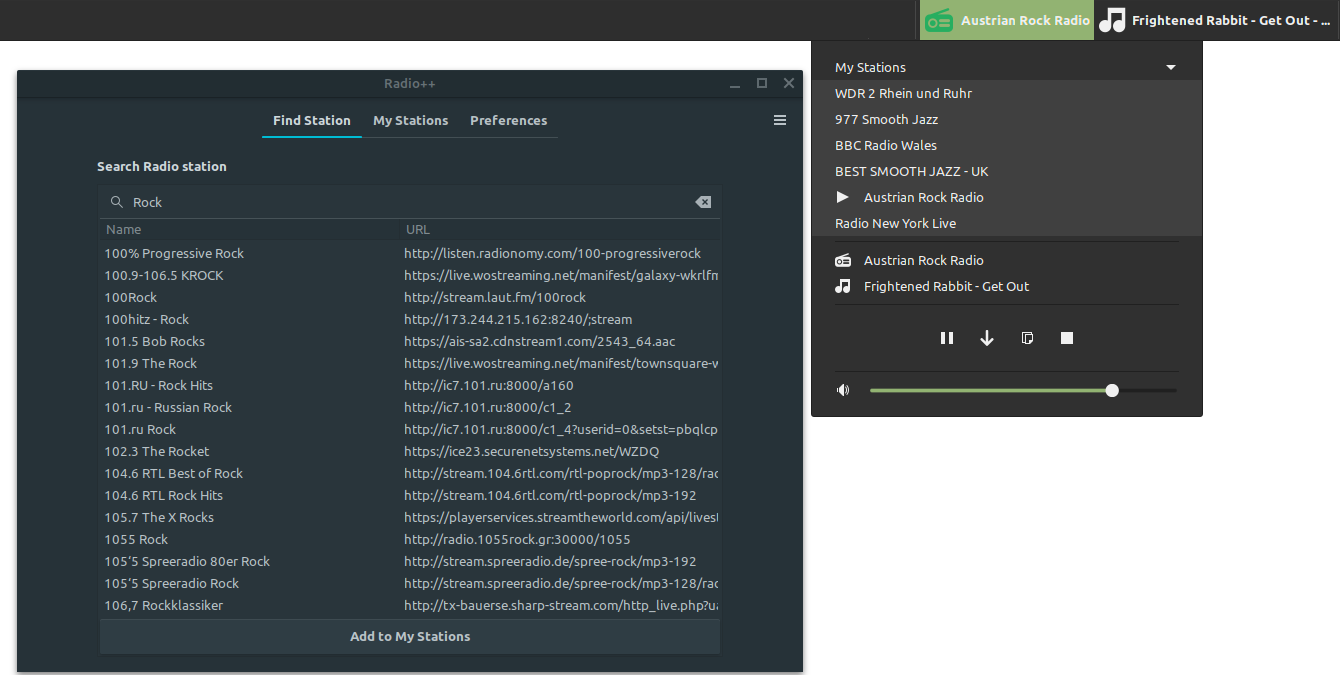 Austrian Rock Radio
Frightened Rabbit - Get Out - ...
Radio++
Find Station
My Stations
Preferences
Search Radio station
Rock
Name URL
100% Progressive Rock http://listen.radionomy.com/100-progressiverock
100.9-106.5 KROCK https://live.wostreaming.net/manifest/galaxy-wkrlfm
100Rock http://stream.laut.fm/100rock
100hitz - Rock http://173.244.215.162:8240/;stream
101.5 Bob Rocks https://ais-sa2.cdnstream1.com/2543_64.aac
101.9 The Rock https://live.wostreaming.net/manifest/townsquare-w
101.RU - Rock Hits http://ic7.101.ru:8000/a160
101.ru - Russian Rock http://ic7.101.ru:8000/c1_2
101.ru Rock http://ic7.101.ru:8000/c1_4?userid=0&setst=pbqlcp
102.3 The Rocket https://ice23.securenetsystems.net/WZDQ
104.6 RTL Best of Rock http://stream.104.6rtl.com/rtl-poprock/mp3-128/rac
104.6 RTL Rock Hits http://stream.104.6rtl.com/rtl-poprock/mp3-192
105.7 The X Rocks https://playerservices.streamtheworld.com/api/livest
1055 Rock http://radio.1055rock.gr:30000/1055
105‘5 Spreeradio 80er Rock http://stream.spreeradio.de/spree-rock/mp3-192
105‘5 Spreeradio Rock http://stream.spreeradio.de/spree-rock/mp3-128/rac
106,7 Rockklassiker http://tx-bauerse.sharp-stream.com/http_live.php?ua
Add to My Stations
My Stations
WDR 2 Rhein und Ruhr
977 Smooth Jazz
BBC Radio Wales
BEST SMOOTH JAZZ - UK
Austrian Rock Radio
Radio New York Live
Austrian Rock Radio
Frightened Rabbit - Get Out